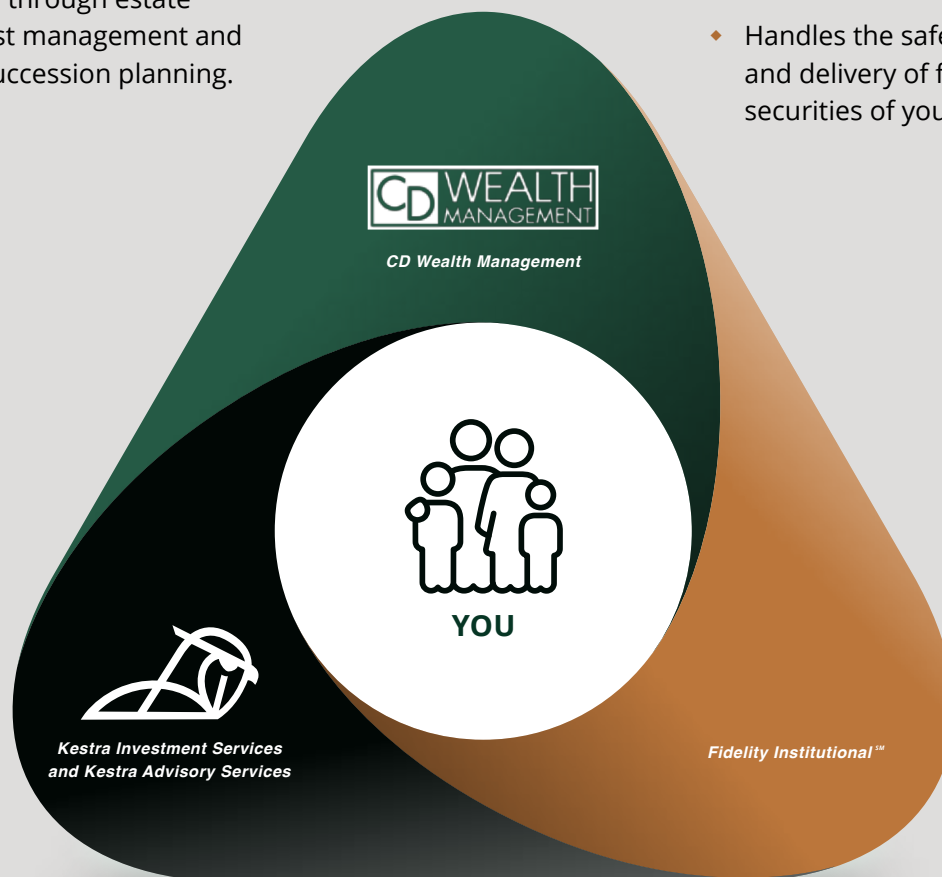 through estate
st management and
uccession planning.
◆ Handles the safe
and delivery of f
securities of you
CD WEALTH
MANAGEMENT
CD Wealth Management
YOU
Kestra Investment Services
and Kestra Advisory Services
Fidelity Institutional℠